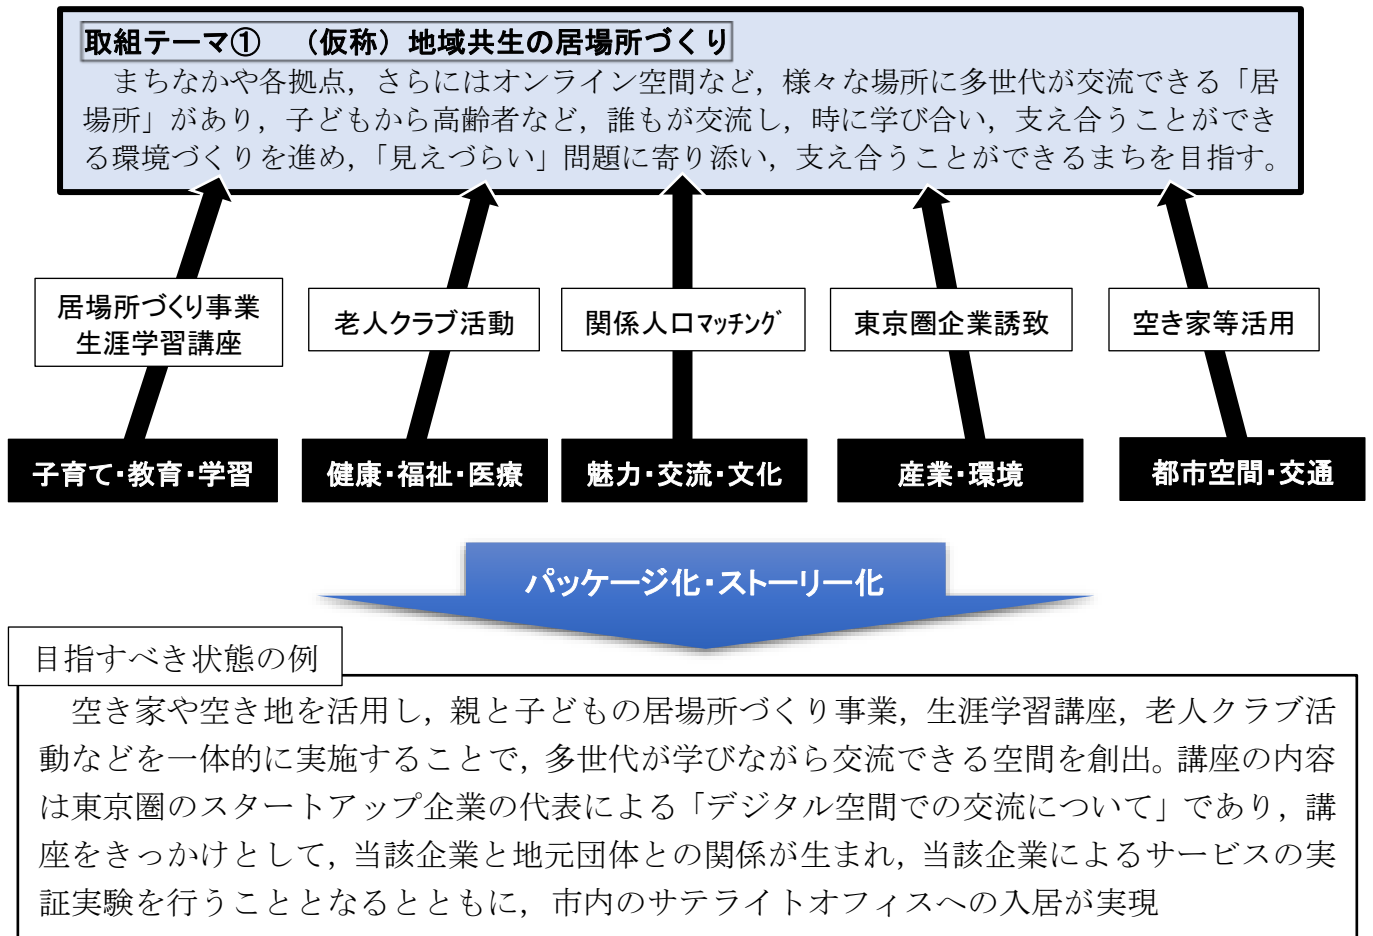 取組テーマ①　（仮称）地域共生の居場所づくり
　まちなかや各拠点，さらにはオンライン空間など，様々な場所に多世代が交流できる「居
場所」があり，子どもから高齢者など，誰もが交流し，時に学び合い，支え合うことができ
る環境づくりを進め，「見えづらい」問題に寄り添い，支え合うことができるまちを目指す。
居場所づくり事業
生涯学習講座
老人クラブ活動
関係人口ﾏｯﾁﾝｸﾞ
東京圏企業誘致
空き家等活用
子育て・教育・学習
健康・福祉・医療
魅力・交流・文化
産業・環境
都市空間・交通
パッケージ化・ストーリー化
目指すべき状態の例
　空き家や空き地を活用し，親と子どもの居場所づくり事業，生涯学習講座，老人クラブ活
動などを一体的に実施することで，多世代が学びながら交流できる空間を創出。講座の内容
は東京圏のスタートアップ企業の代表による「デジタル空間での交流について」であり，講
座をきっかけとして，当該企業と地元団体との関係が生まれ，当該企業によるサービスの実
証実験を行うこととなるとともに，市内のサテライトオフィスへの入居が実現